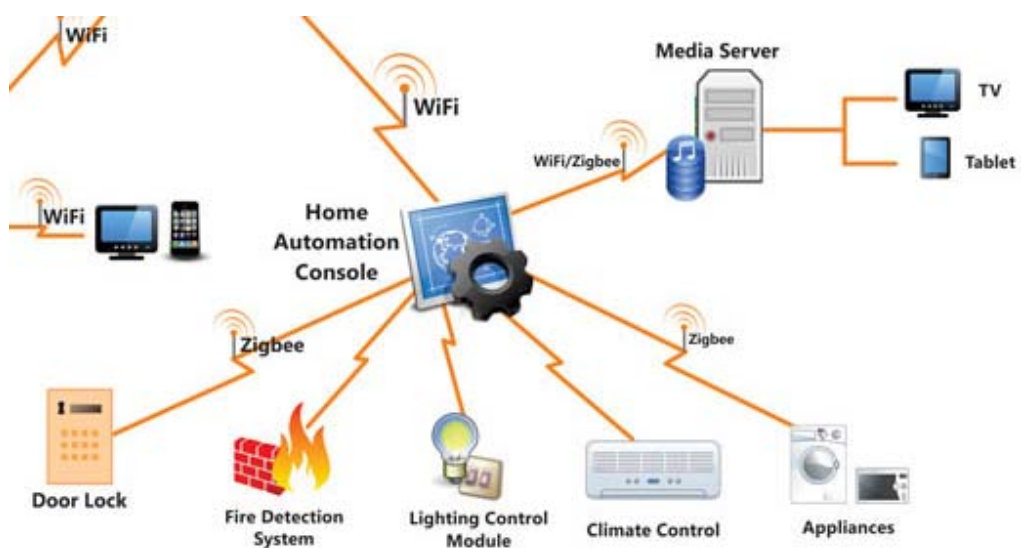 WiFi
WiFi
Media Server
TV
WiFi/Zigbee
Tablet
WiFi
Home
Automation
Console
Zigbee
Zigbee
Door Lock
Fire Detection
System
Lighting Control
Module
Climate Control
Appliances